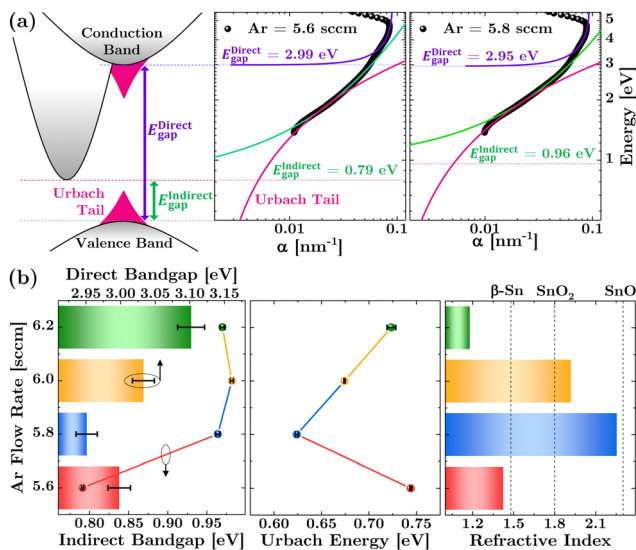 (a)
Conduction Band
E_gap^Direct
E_gap^Indirect
Urbach
Tail
Valence Band
Ar = 5.6 sccm
E_gap^Direct = 2.99 eV
E_gap^Indirect = 0.79 eV
Urbach Tail
0.01 0.1
α [nm⁻¹]
Ar = 5.8 sccm
E_gap^Direct = 2.95 eV
E_gap^Indirect = 0.96 eV
0.01 0.1
α [nm⁻¹]
5
4
3
2
1
Energy [eV]
(b)
Direct Bandgap [eV]
2.95 3.00 3.05 3.10 3.15
Ar Flow Rate [sccm]
6.2
6.0
5.8
5.6
0.80 0.85 0.90 0.95
Indirect Bandgap [eV]
0.60 0.65 0.70 0.75
Urbach Energy [eV]
β-Sn SnO₂ SnO
1.2 1.5 1.8 2.1
Refractive Index